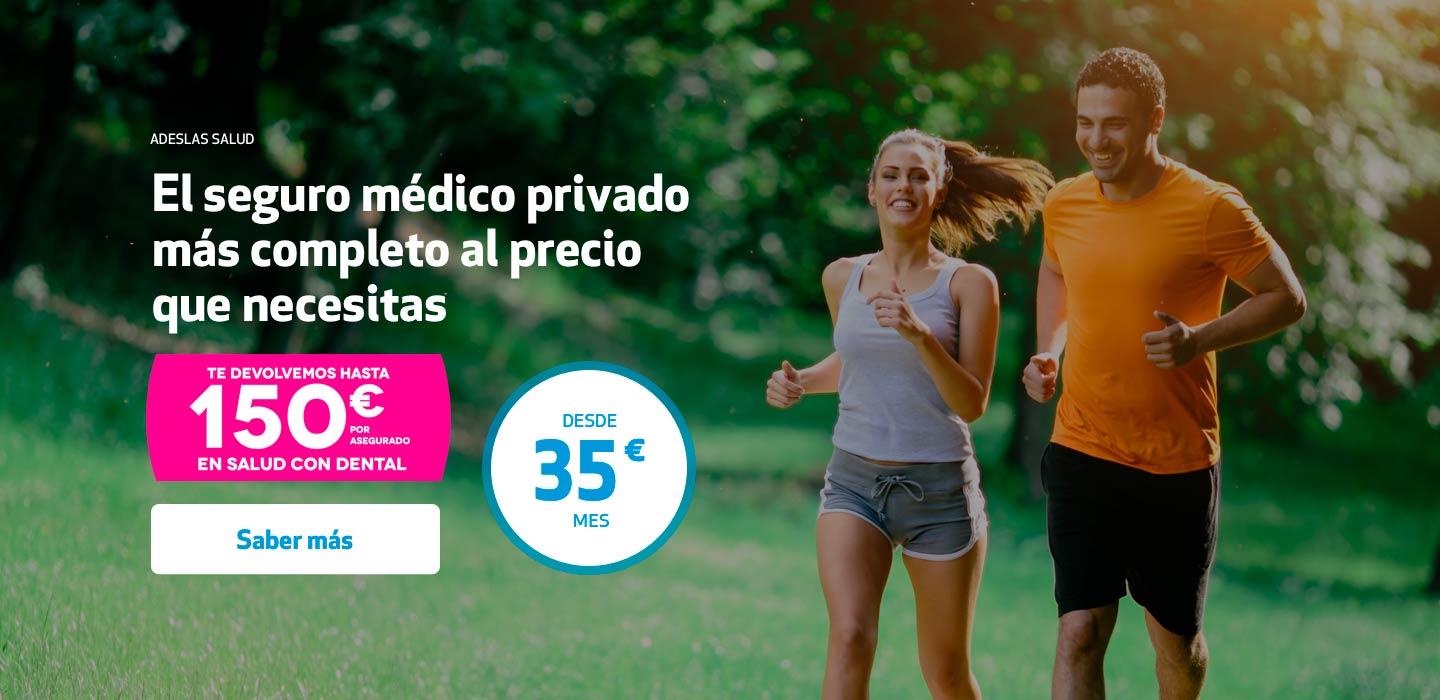 ADESLAS SALUD
El seguro médico privado
más completo al precio
que necesitas
TE DEVOLVEMOS HASTA
150€
POR
ASEGURADO
EN SALUD CON DENTAL
DESDE
35€
MES
Saber más